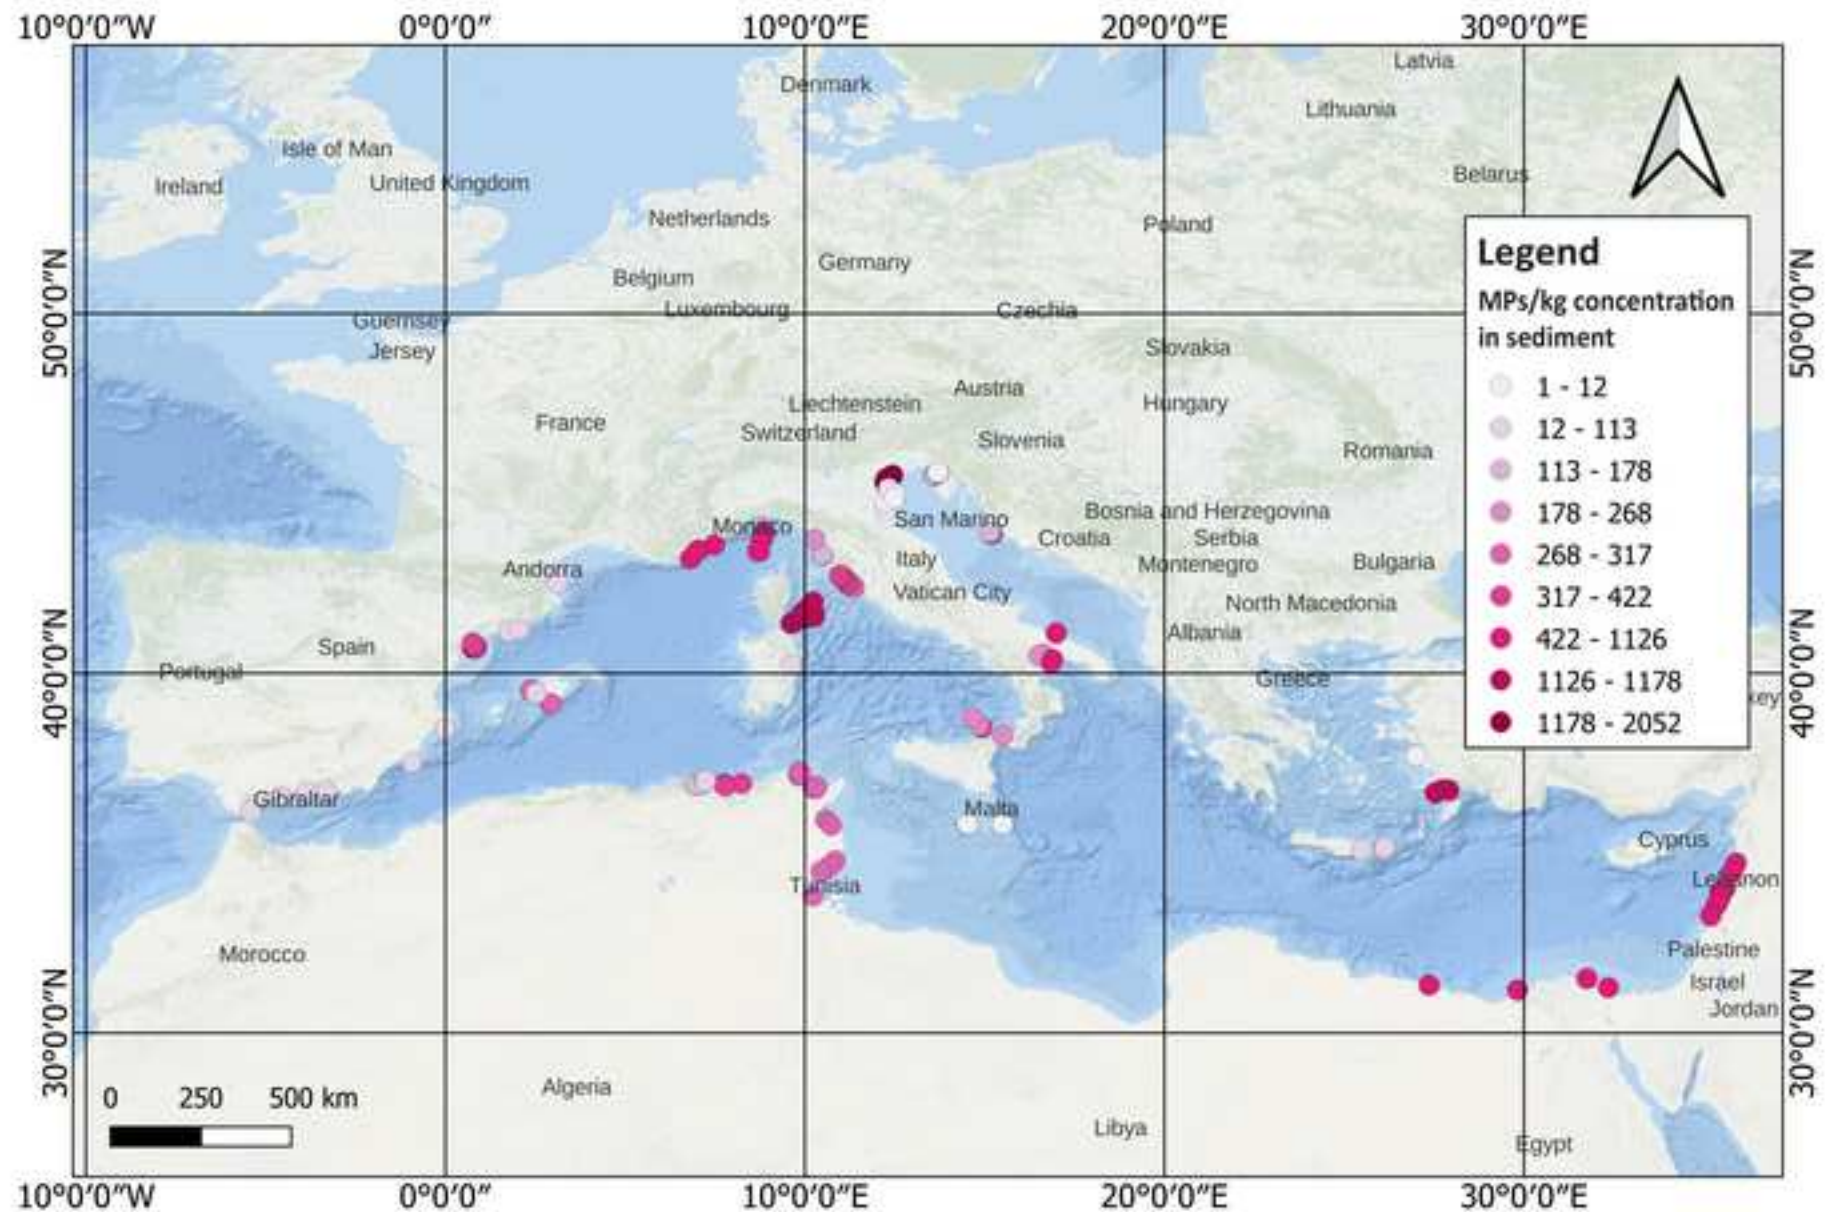 10°0′0″W 0°0′0″ 10°0′0″E 20°0′0″E 30°0′0″E
Latvia
Denmark
Lithuania
Isle of Man
Belarus
Ireland
United Kingdom
Netherlands
Poland
Germany
Belgium
Luxembourg
Czechia
50°0′0″N
50°0′0″N
Guernsey
Jersey
Slovakia
Austria
Liechtenstein
Hungary
France
Switzerland
Slovenia
Romania
Bosnia and Herzegovina
San Marino
Monaco
Croatia
Serbia
Italy
Montenegro
Bulgaria
Andorra
Vatican City
North Macedonia
Albania
Spain
Portugal
Greece
key
40°0′0″N
40°0′0″N
Gibraltar
Malta
Cyprus
Lebanon
Tunisia
Morocco
Palestine
Israel
Jordan
30°0′0″N
30°0′0″N
Algeria
Libya
Egypt
Legend
MPs/kg concentration
in sediment
1 - 12
12 - 113
113 - 178
178 - 268
268 - 317
317 - 422
422 - 1126
1126 - 1178
1178 - 2052
0 250 500 km
10°0′0″W 0°0′0″ 10°0′0″E 20°0′0″E 30°0′0″E